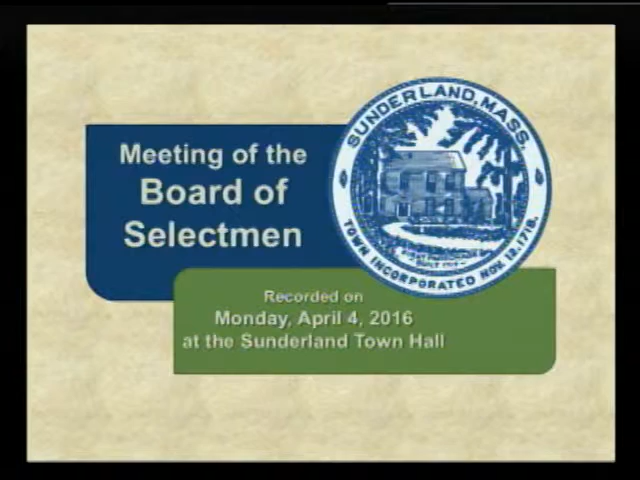 Meeting of the
Board of
Selectmen
SUNDERLAND, MASS.
TOWN INCORPORATED NOV. 12, 1718.
Recorded on
Monday, April 4, 2016
at the Sunderland Town Hall